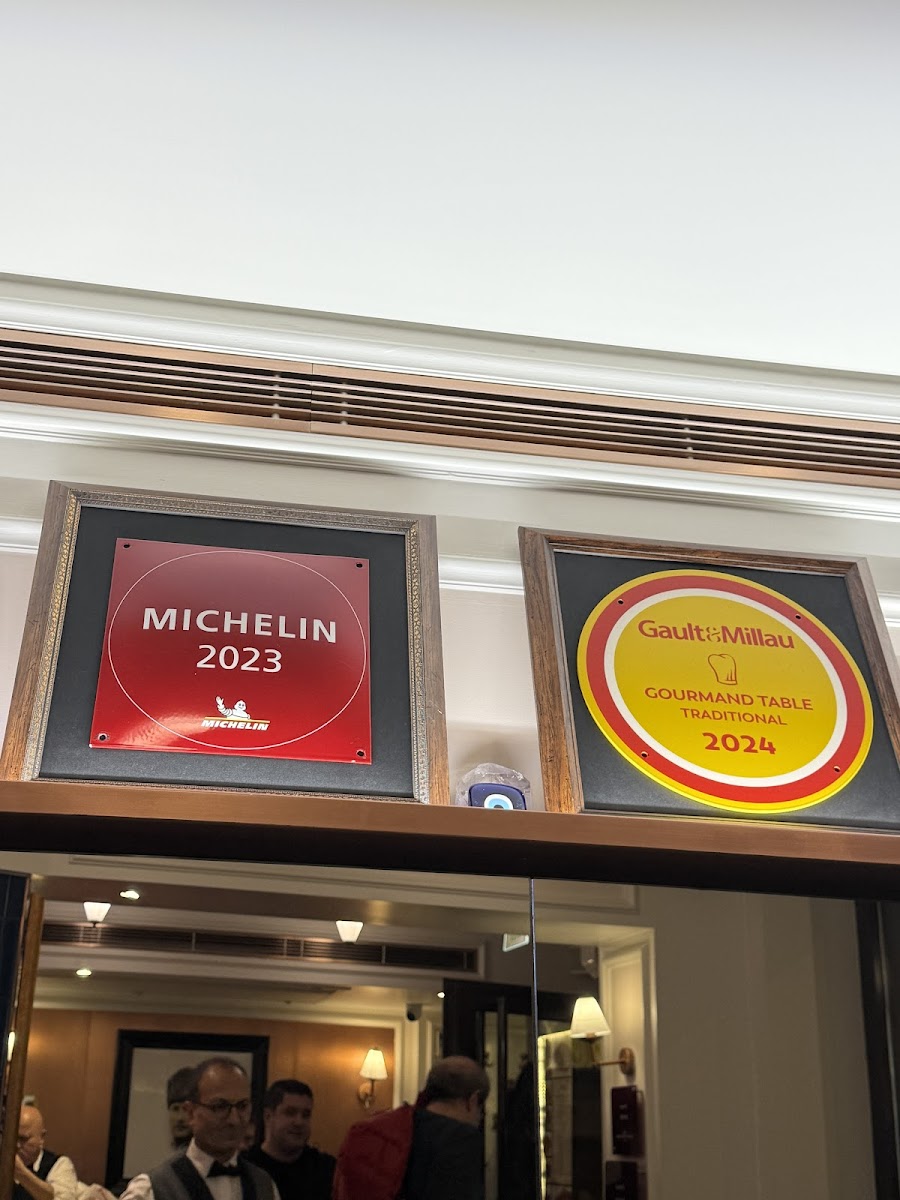 MICHELIN
2023
MICHELIN
Gault&Millau
GOURMAND TABLE
TRADITIONAL
2024